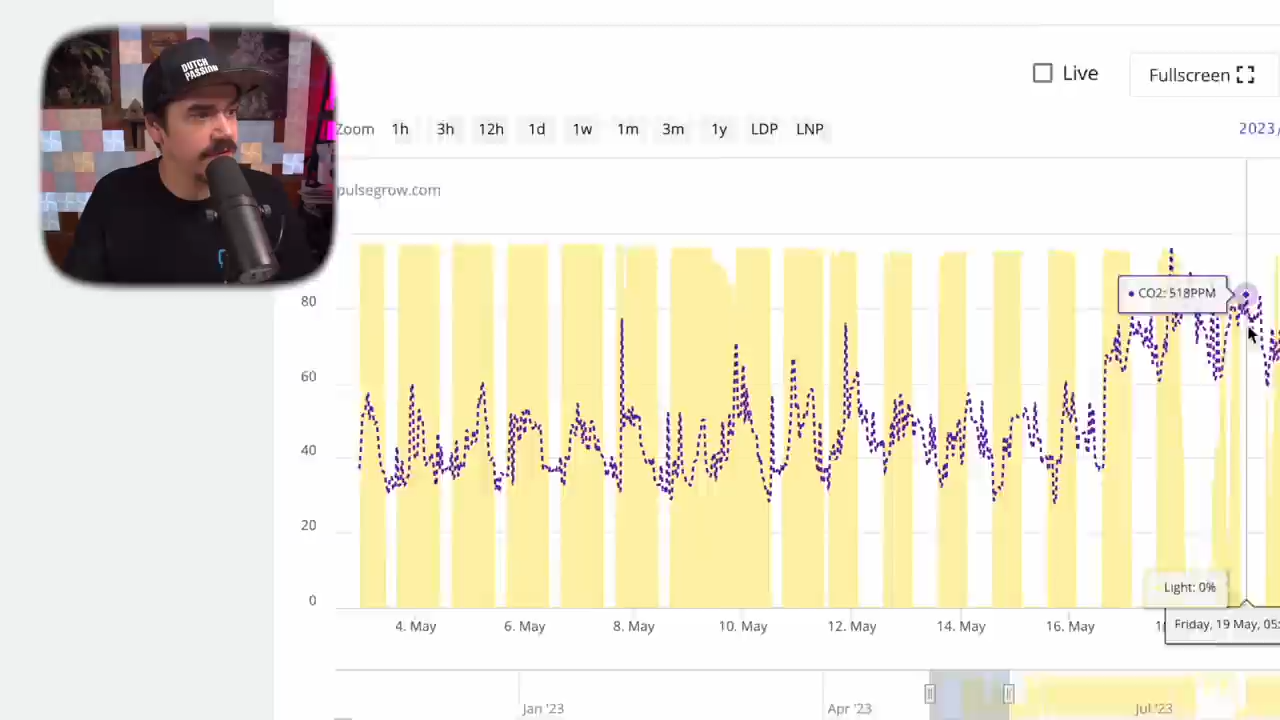 DUTCH
PASSION
Live
Fullscreen
Zoom 1h 3h 12h 1d 1w 1m 3m 1y LDP LNP
2023/
pulsegrow.com
80
60
40
20
0
CO2: 518PPM
Light: 0%
4. May 6. May 8. May 10. May 12. May 14. May 16. May
Friday, 19 May, 05:
Jan '23 Apr '23 Jul '23